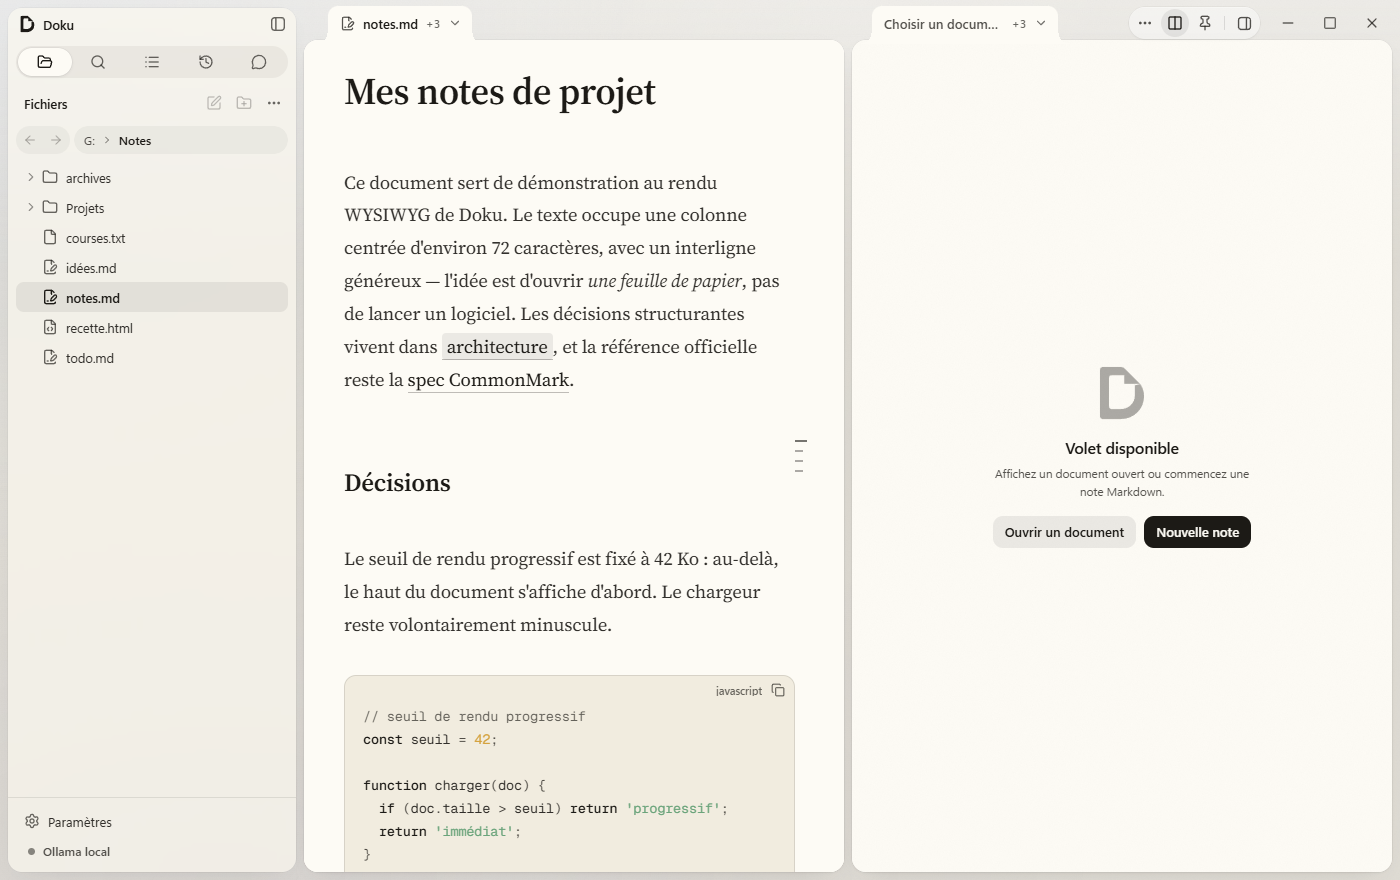 Doku
Fichiers
G: > Notes
archives
Projets
courses.txt
idées.md
notes.md
recette.html
todo.md
Paramètres
Ollama local
notes.md +3
Mes notes de projet
Ce document sert de démonstration au rendu
WYSIWYG de Doku. Le texte occupe une colonne
centrée d'environ 72 caractères, avec un interligne
généreux — l'idée est d'ouvrir une feuille de papier, pas
de lancer un logiciel. Les décisions structurantes
vivent dans architecture, et la référence officielle
reste la spec CommonMark.
Décisions
Le seuil de rendu progressif est fixé à 42 Ko : au-delà,
le haut du document s'affiche d'abord. Le chargeur
reste volontairement minuscule.
javascript
// seuil de rendu progressif
const seuil = 42;
function charger(doc) {
  if (doc.taille > seuil) return 'progressif';
  return 'immédiat';
}
Choisir un docum... +3
Volet disponible
Affichez un document ouvert ou commencez une
note Markdown.
Ouvrir un document
Nouvelle note